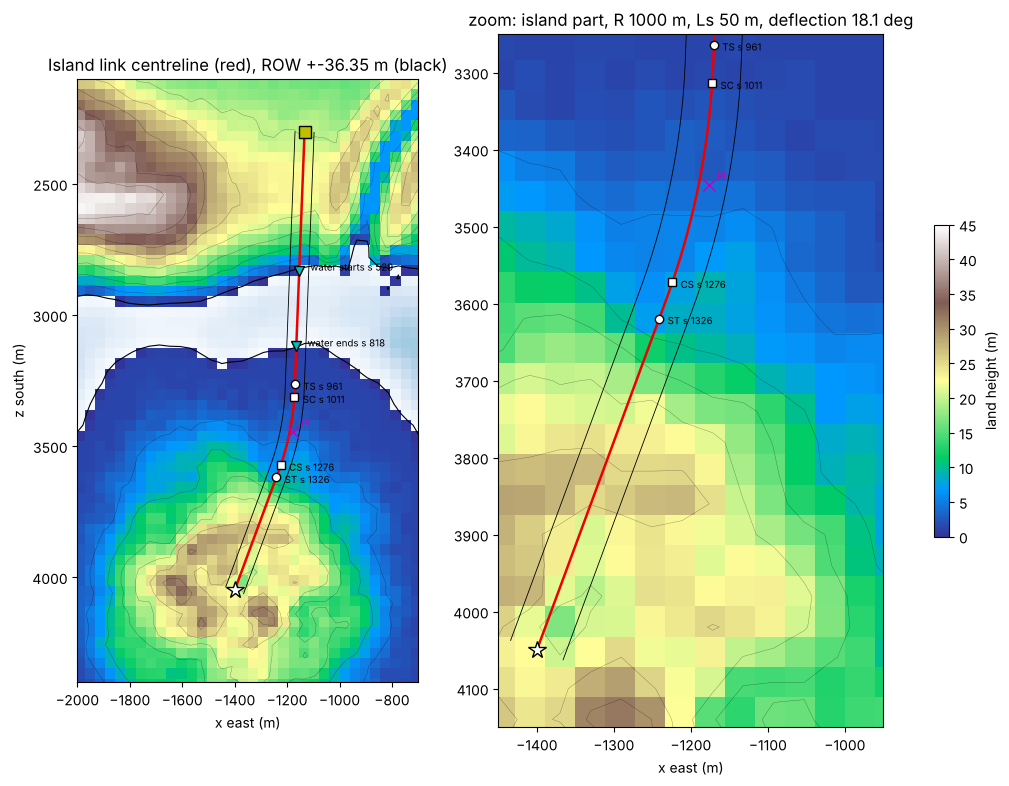 zoom: island part, R 1000 m, Ls 50 m, deflection 18.1 deg
Island link centreline (red), ROW +-36.35 m (black)
z south (m)
2500
3000
3500
4000
water starts s 520
water ends s 818
TS s 961
SC s 1011
CS s 1276
ST s 1326
−2000
−1800
−1600
−1400
−1200
−1000
−800
x east (m)
3300
3400
3500
3600
3700
3800
3900
4000
4100
TS s 961
SC s 1011
CS s 1276
ST s 1326
−1400
−1300
−1200
−1100
−1000
x east (m)
45
40
35
30
25
20
15
10
5
0
land height (m)